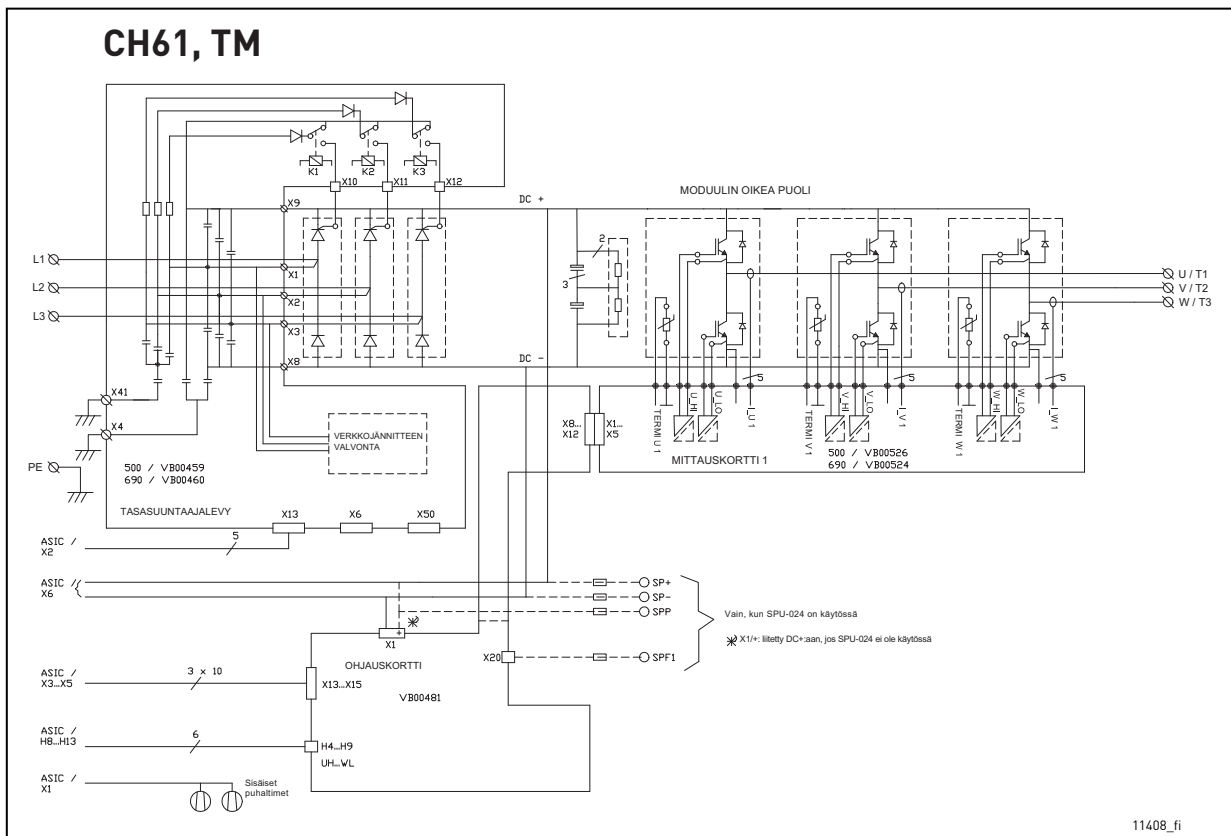 CH61, TM
K1
K2
K3
X10
X11
X12
X9
DC +
MODUULIN OIKEA PUOLI
2
3
L1
L2
L3
X1
X2
X3
X8
DC -
U / T1
V / T2
W / T3
X41
X4
PE
VERKKOJÄNNITTEEN
VALVONTA
500 / VB00459
690 / VB00460
TASASUUNTAAJALEVY
X13
X6
X50
X8...
X12
X1...
X5
TERMI U 1
U_HI
U_LO
I_U 1
5
TERMI V 1
V_HI
V_LO
I_V 1
5
TERMI W 1
W_HI
W_LO
I_W 1
5
MITTAUSKORTTI 1
500 / VB00526
690 / VB00524
ASIC /
X2
5
ASIC /
X6
SP+
SP-
SPP
SPF1
Vain, kun SPU-024 on käytössä
X1/+: liitetty DC+:aan, jos SPU-024 ei ole käytössä
+
X1
X20
OHJAUSKORTTI
ASIC /
X3...X5
3 x 10
X13...X15
VB00481
ASIC /
H8...H13
6
H4...H9
UH...WL
ASIC /
X1
Sisäiset
puhaltimet
11408_fi